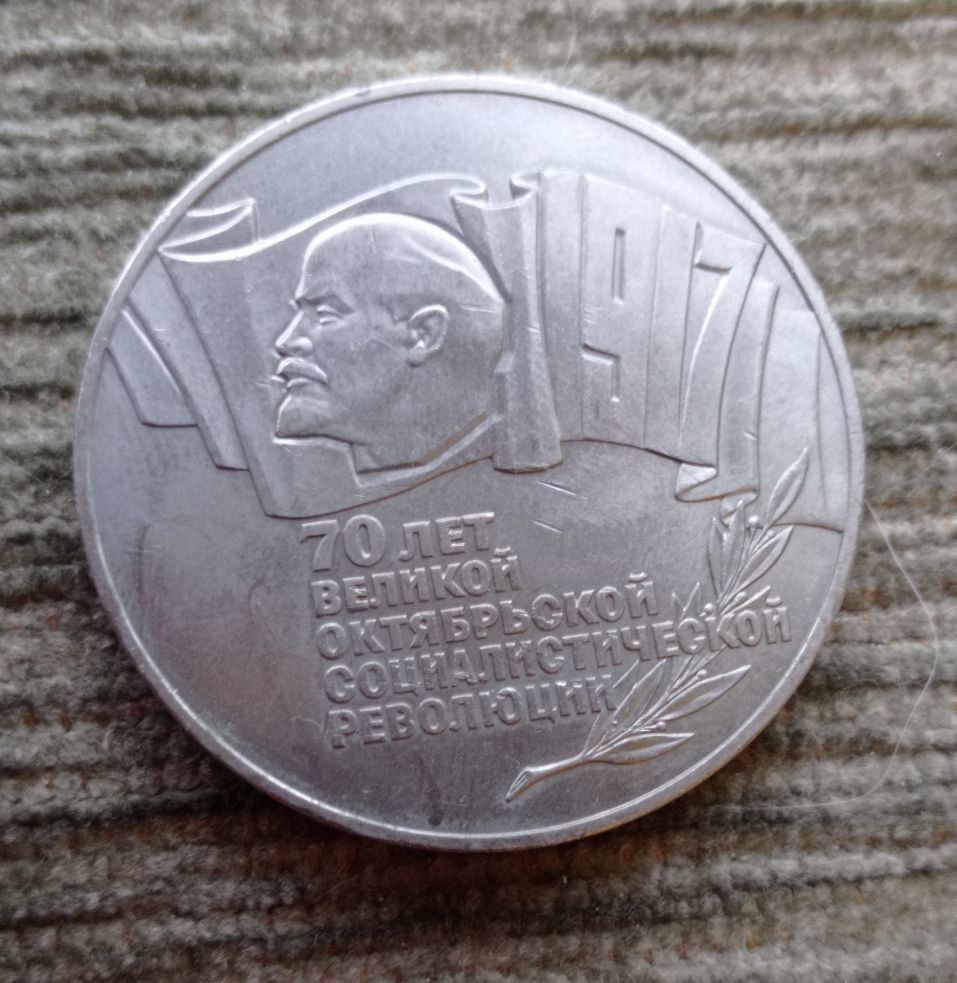 1917
70 ЛЕТ
ВЕЛИКОЙ
ОКТЯБРЬСКОЙ
СОЦИАЛИСТИЧЕСКОЙ
РЕВОЛЮЦИИ